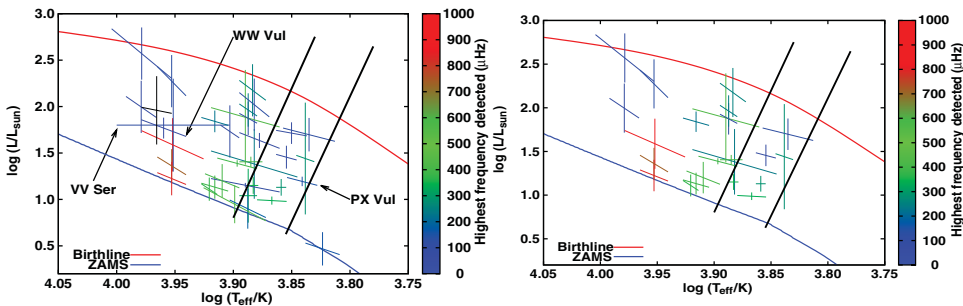 3.0
2.5
2.0
1.5
1.0
0.5
log (L/Lsun)
WW Vul
VV Ser
PX Vul
Birthline
ZAMS
4.05 4.00 3.95 3.90 3.85 3.80 3.75
log (Teff/K)
1000
900
800
700
600
500
400
300
200
100
0
Highest frequency detected (μHz)
3.0
2.5
2.0
1.5
1.0
0.5
log (L/Lsun)
Birthline
ZAMS
4.05 4.00 3.95 3.90 3.85 3.80 3.75
log (Teff/K)
1000
900
800
700
600
500
400
300
200
100
0
Highest frequency detected (μHz)